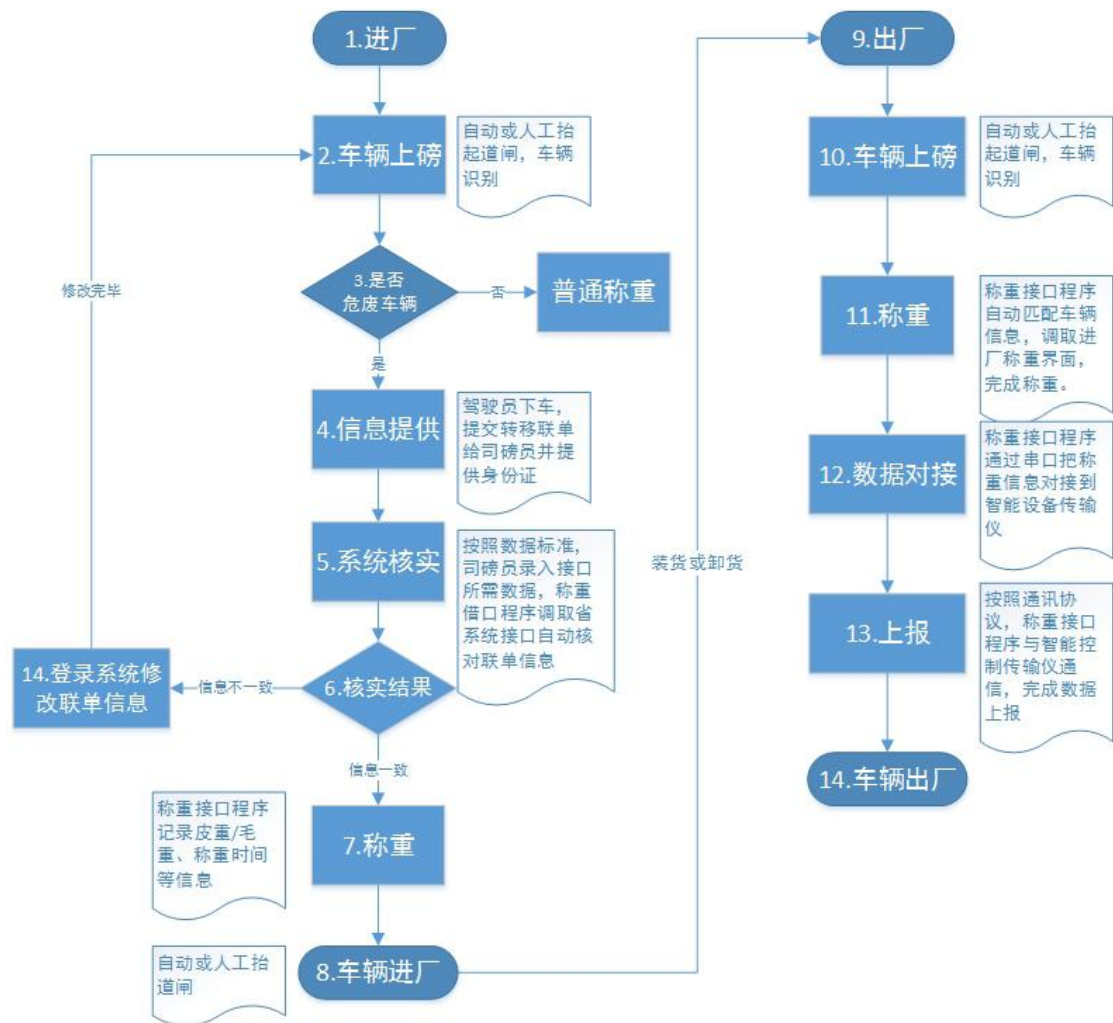 1.进厂
2.车辆上磅
自动或人工抬
起道闸，车辆
识别
3.是否
危废车辆
否
普通称重
是
4.信息提供
驾驶员下车，
提交转移联单
给司磅员并提
供身份证
5.系统核实
按照数据标准，
司磅员录入接口
所需数据，称重
借口程序调取省
系统接口自动核
对联单信息
6.核实结果
信息不一致
14.登录系统修
改联单信息
修改完毕
信息一致
7.称重
称重接口程序
记录皮重/毛
重、称重时间
等信息
8.车辆进厂
自动或人工抬
道闸
装货或卸货
9.出厂
10.车辆上磅
自动或人工抬
起道闸，车辆
识别
11.称重
称重接口程序
自动匹配车辆
信息，调取进
厂称重界面，
完成称重。
12.数据对接
称重接口程序
通过串口把称
重信息对接到
智能设备传输
仪
13.上报
按照通讯协
议，称重接口
程序与智能控
制传输仪通
信，完成数据
上报
14.车辆出厂